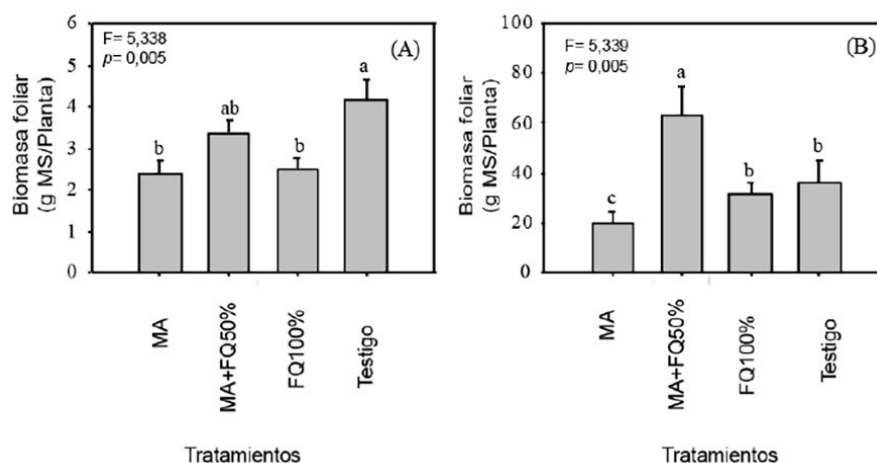 F= 5,338
p= 0,005
(A)
Biomasa foliar
(g MS/Planta)
6
5
4
3
2
1
0
b
ab
b
a
MA
MA+FQ50%
FQ100%
Testigo
Tratamientos
F= 5,339
p= 0,005
(B)
Biomasa foliar
(g MS/Planta)
100
80
60
40
20
0
c
a
b
b
MA
MA+FQ50%
FQ100%
Testigo
Tratamientos